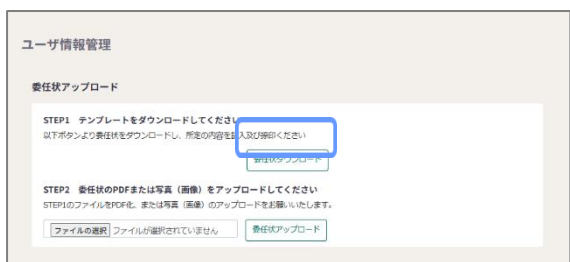 ユーザ情報管理
委任状アップロード
STEP1 テンプレートをダウンロードしてください
以下ボタンより委任状をダウンロードし、所定の内容を記入及び捺印ください
委任状ダウンロード
STEP2 委任状のPDFまたは写真（画像）をアップロードしてください
STEP1のファイルをPDF化、または写真（画像）のアップロードをお願いいたします。
ファイルの選択 ファイルが選択されていません 委任状アップロード